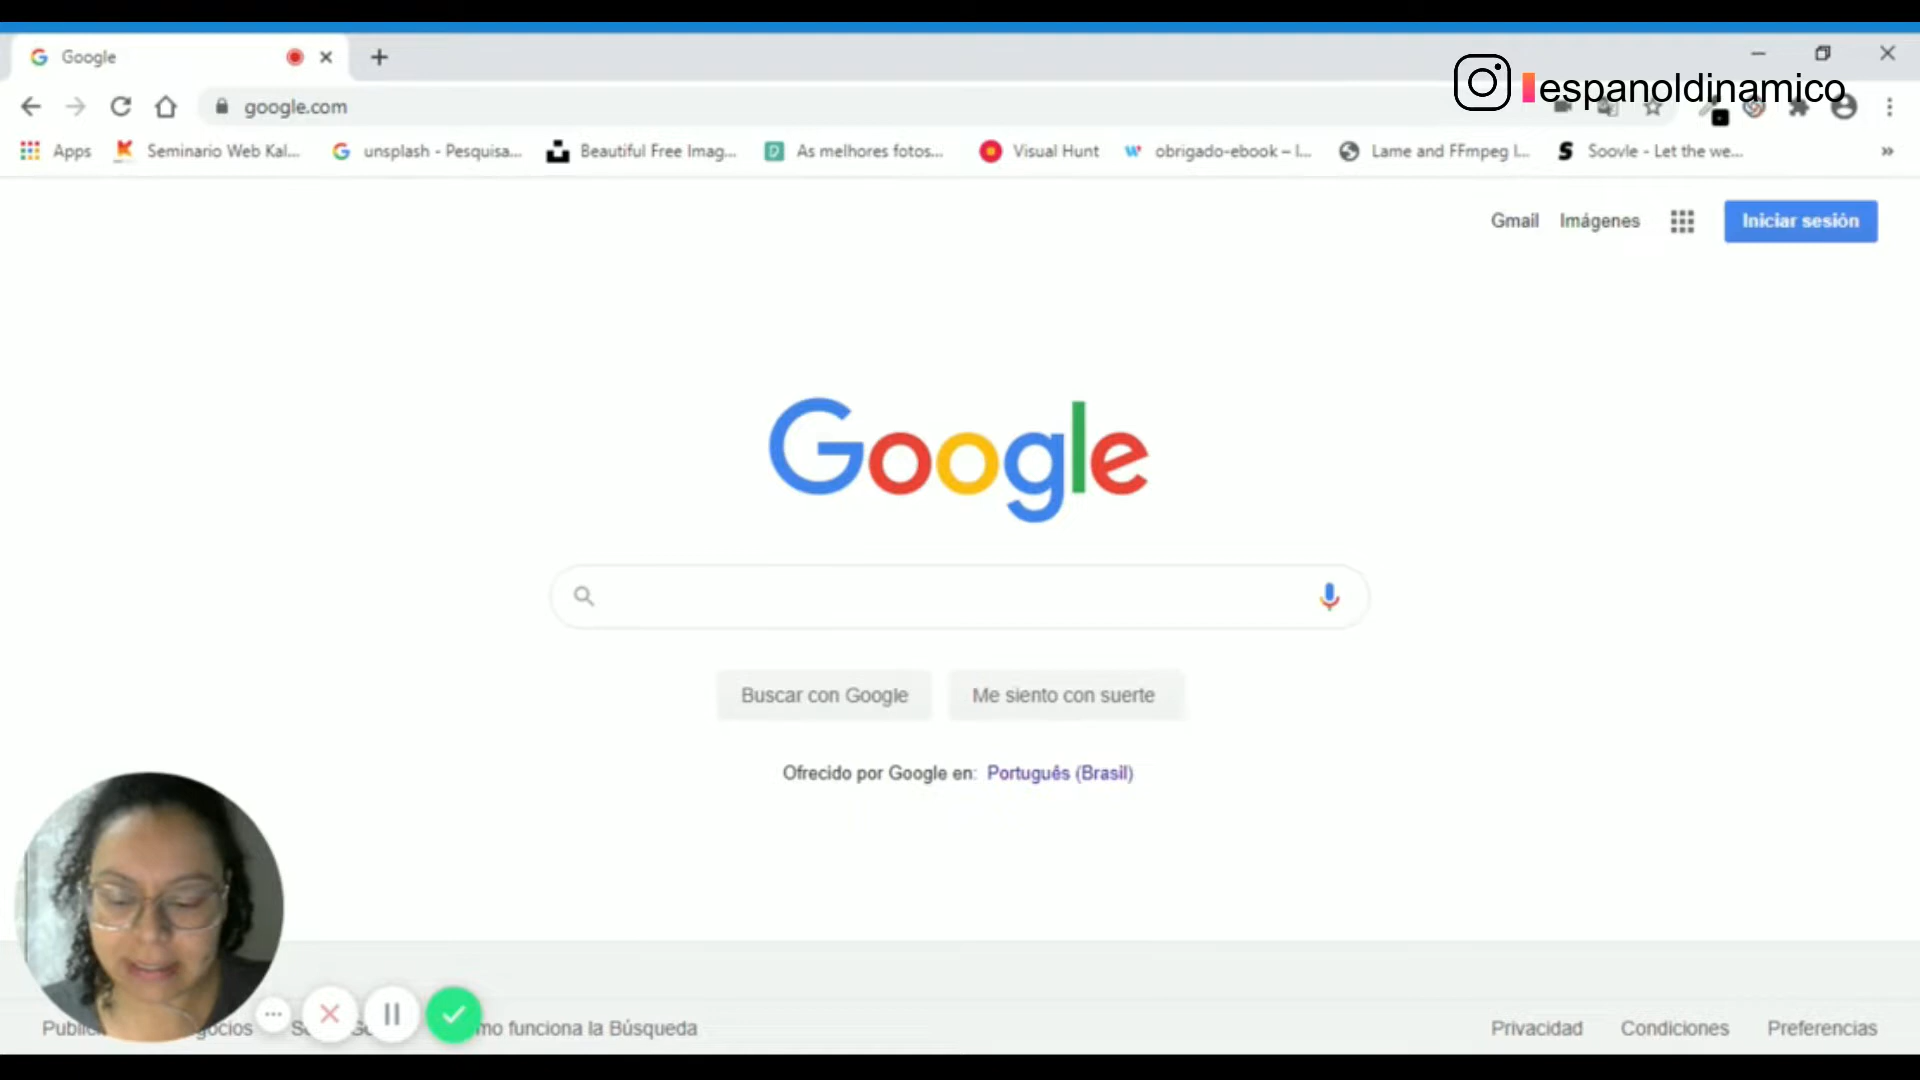 Google
espanoldinamico
google.com
Apps
Seminario Web Kal...
unsplash - Pesquisa...
Beautiful Free Imag...
As melhores fotos...
Visual Hunt
obrigado-ebook – I...
Lame and FFmpeg I...
Soovle - Let the we...
»
Gmail
Imágenes
Iniciar sesión
Google
Buscar con Google
Me siento con suerte
Ofrecido por Google en: Português (Brasil)
mo funciona la Búsqueda
Privacidad
Condiciones
Preferencias